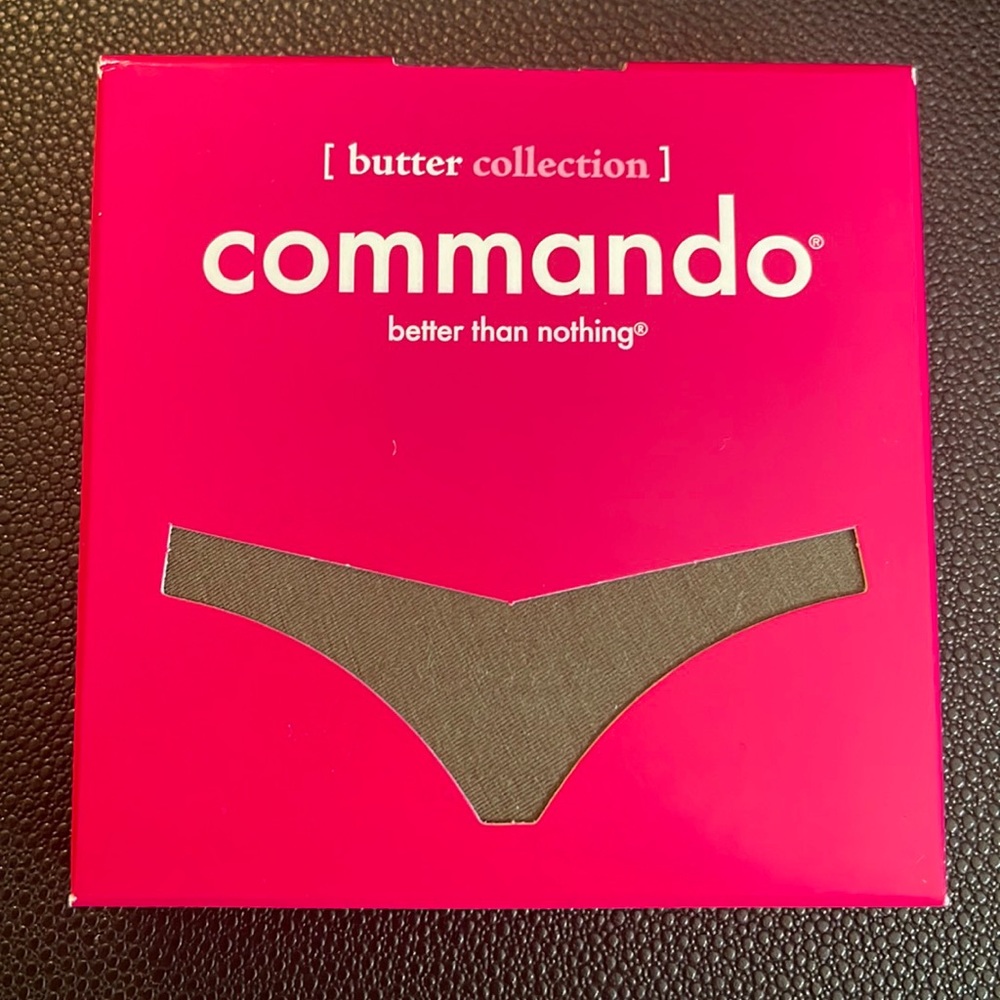 [ butter collection ]
commando®
better than nothing®